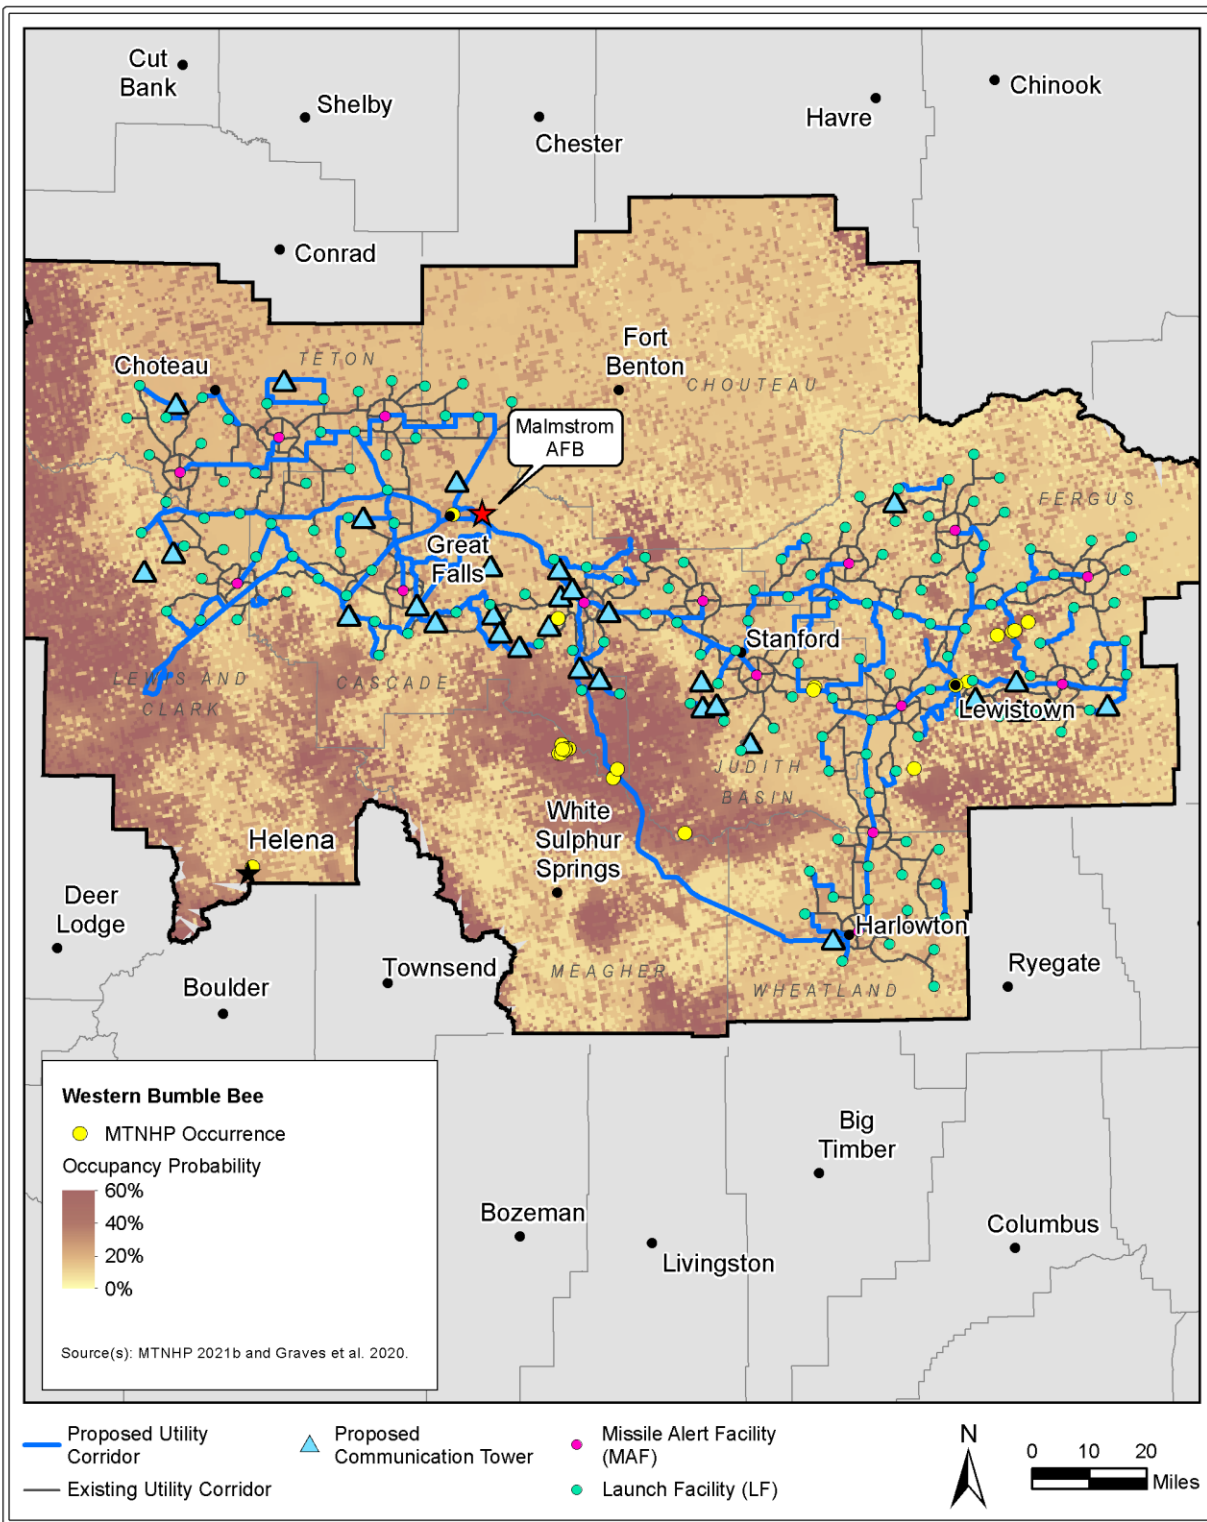 Cut
Bank
Shelby
Chester
Havre
Chinook
Conrad
Choteau
TETON
Fort
Benton
CHOUTEAU
Malmstrom
AFB
FERGUS
Great
Falls
Stanford
LEWIS AND
CLARK
CASCADE
Lewistown
JUDITH
BASIN
White
Sulphur
Springs
Helena
Deer
Lodge
Harlowton
Townsend
MEAGHER
WHEATLAND
Ryegate
Boulder
Western Bumble Bee
MTNHP Occurrence
Occupancy Probability
60%
40%
20%
0%
Source(s): MTNHP 2021b and Graves et al. 2020.
Big
Timber
Bozeman
Livingston
Columbus
Proposed Utility
Corridor
Existing Utility Corridor
Proposed
Communication Tower
Missile Alert Facility
(MAF)
Launch Facility (LF)
N
0 10 20
Miles